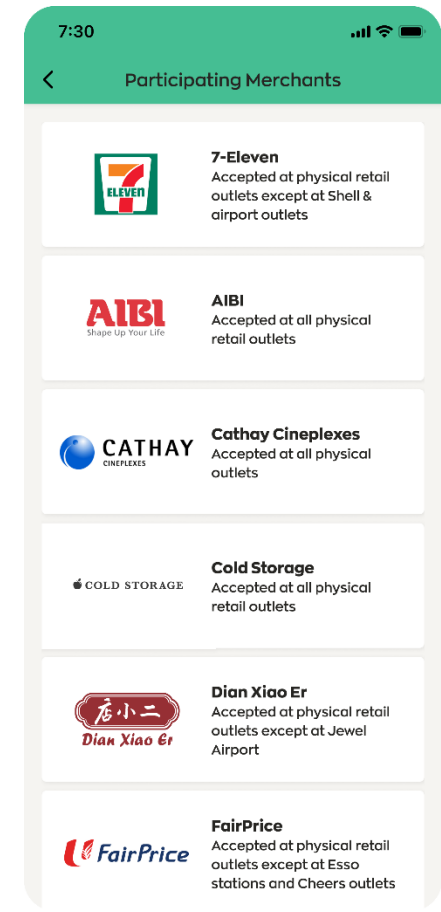 7:30
Participating Merchants
7
ELEVEN
7-Eleven
Accepted at physical retail
outlets except at Shell &
airport outlets
AIBI
Shape Up Your Life
AIBI
Accepted at all physical
retail outlets
CATHAY
CINEPLEXES
Cathay Cineplexes
Accepted at all physical
outlets
COLD STORAGE
Cold Storage
Accepted at all physical
retail outlets
店小二
Dian Xiao Er
Dian Xiao Er
Accepted at physical retail
outlets except at Jewel
Airport
FairPrice
FairPrice
Accepted at physical retail
outlets except at Esso
stations and Cheers outlets